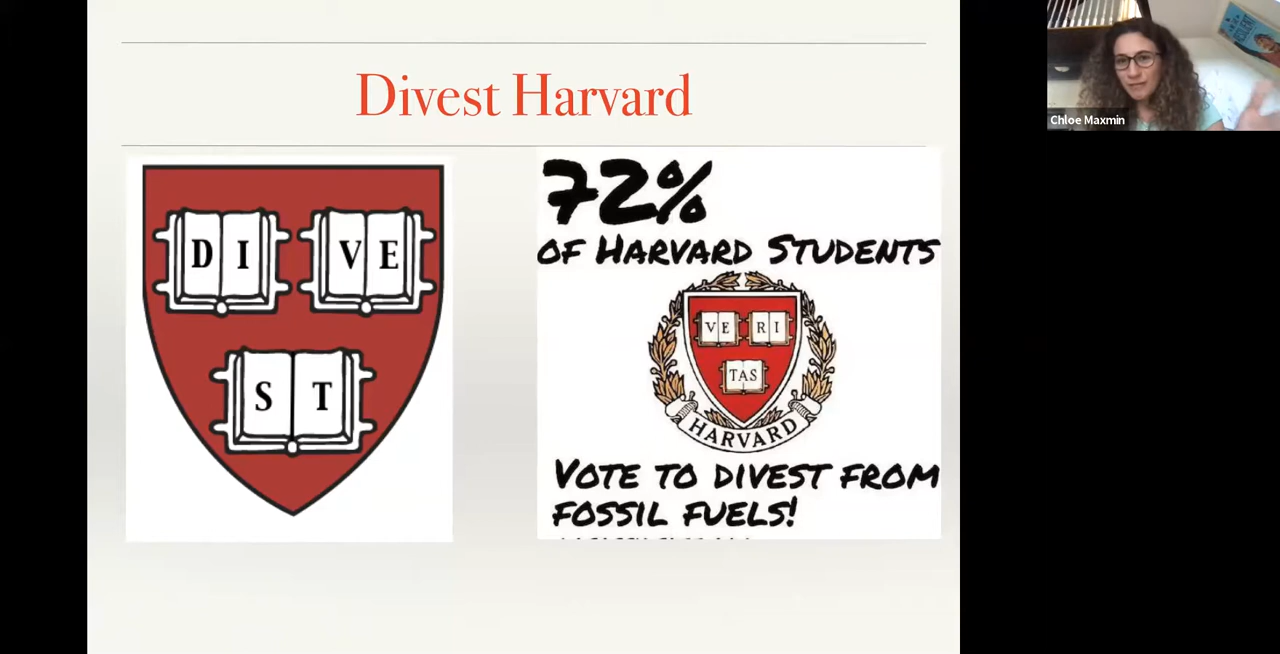 Divest Harvard
DI VE
ST
72%
OF HARVARD STUDENTS
VE RI
TAS
HARVARD
VOTE TO DIVEST FROM
FOSSIL FUELS!
Chloe Maxmin